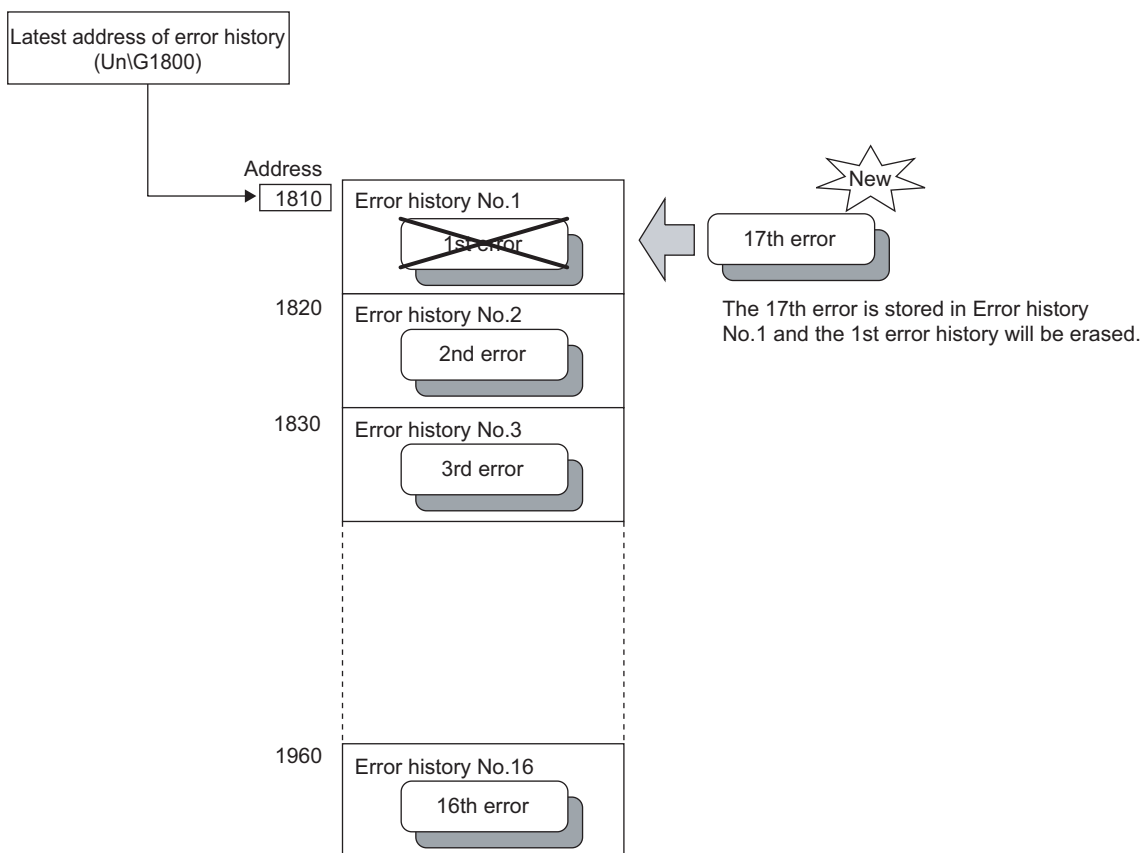 Latest address of error history
(Un\G1800)
Address
1810
Error history No.1
1st error
New
17th error
The 17th error is stored in Error history
No.1 and the 1st error history will be erased.
1820
Error history No.2
2nd error
1830
Error history No.3
3rd error
1960
Error history No.16
16th error